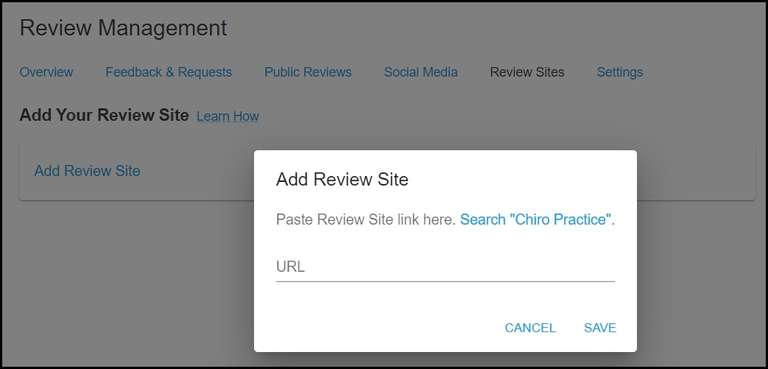 Review Management
Overview Feedback & Requests Public Reviews Social Media Review Sites Settings
Add Your Review Site Learn How
Add Review Site
Add Review Site
Paste Review Site link here. Search "Chiro Practice".
URL
CANCEL SAVE